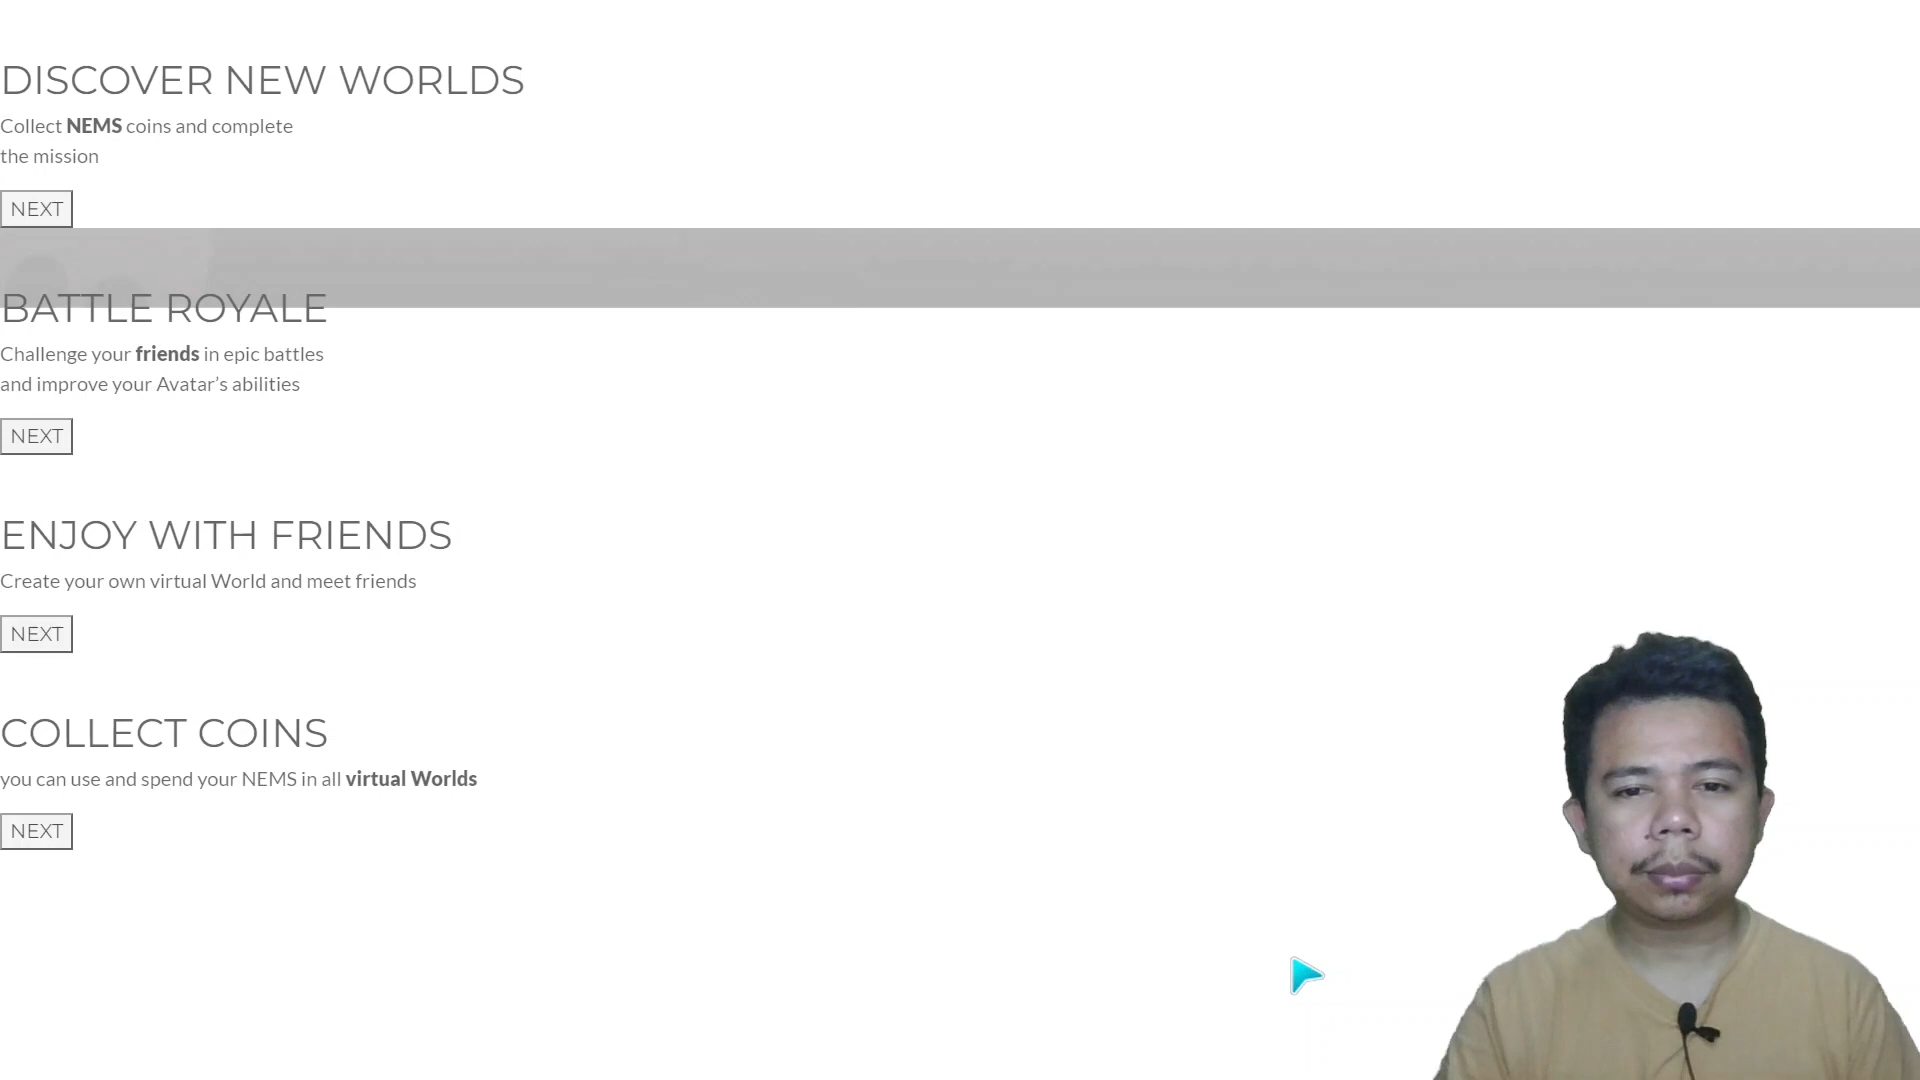 DISCOVER NEW WORLDS
Collect NEMS coins and complete
the mission
NEXT
BATTLE ROYALE
Challenge your friends in epic battles
and improve your Avatar’s abilities
NEXT
ENJOY WITH FRIENDS
Create your own virtual World and meet friends
NEXT
COLLECT COINS
you can use and spend your NEMS in all virtual Worlds
NEXT